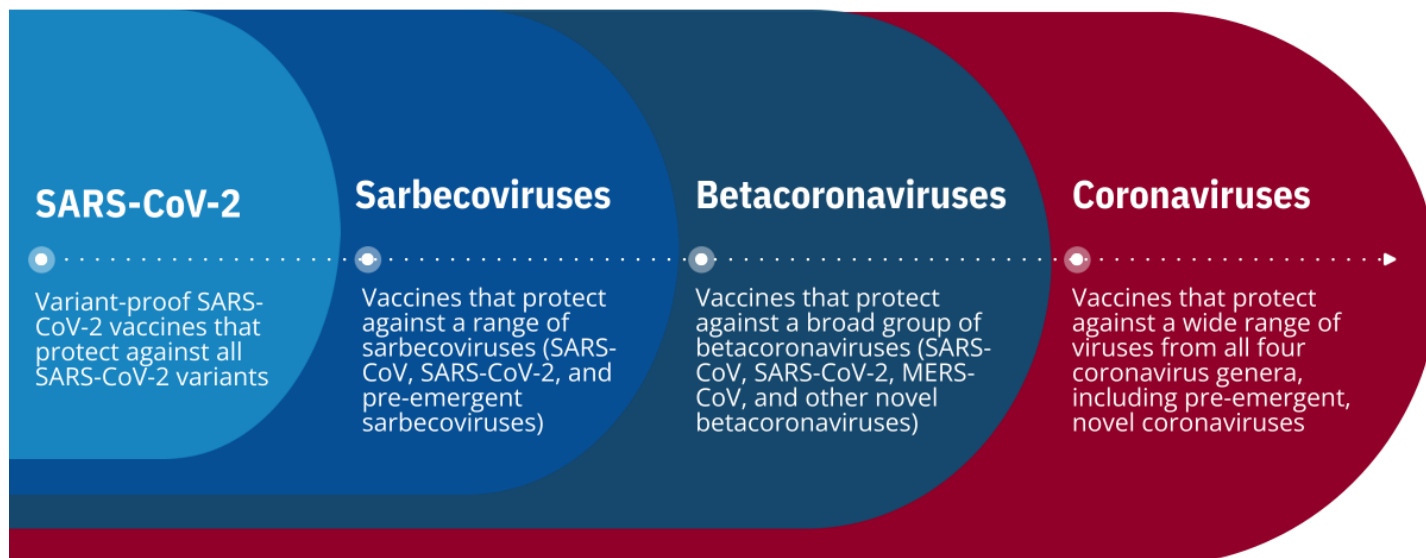 SARS-CoV-2
Variant-proof SARS-
CoV-2 vaccines that
protect against all
SARS-CoV-2 variants
Sarbecoviruses
Vaccines that protect
against a range of
sarbecoviruses (SARS-
CoV, SARS-CoV-2, and
pre-emergent
sarbecoviruses)
Betacoronaviruses
Vaccines that protect
against a broad group of
betacoronaviruses (SARS-
CoV, SARS-CoV-2, MERS-
CoV, and other novel
betacoronaviruses)
Coronaviruses
Vaccines that protect
against a wide range of
viruses from all four
coronavirus genera,
including pre-emergent,
novel coronaviruses